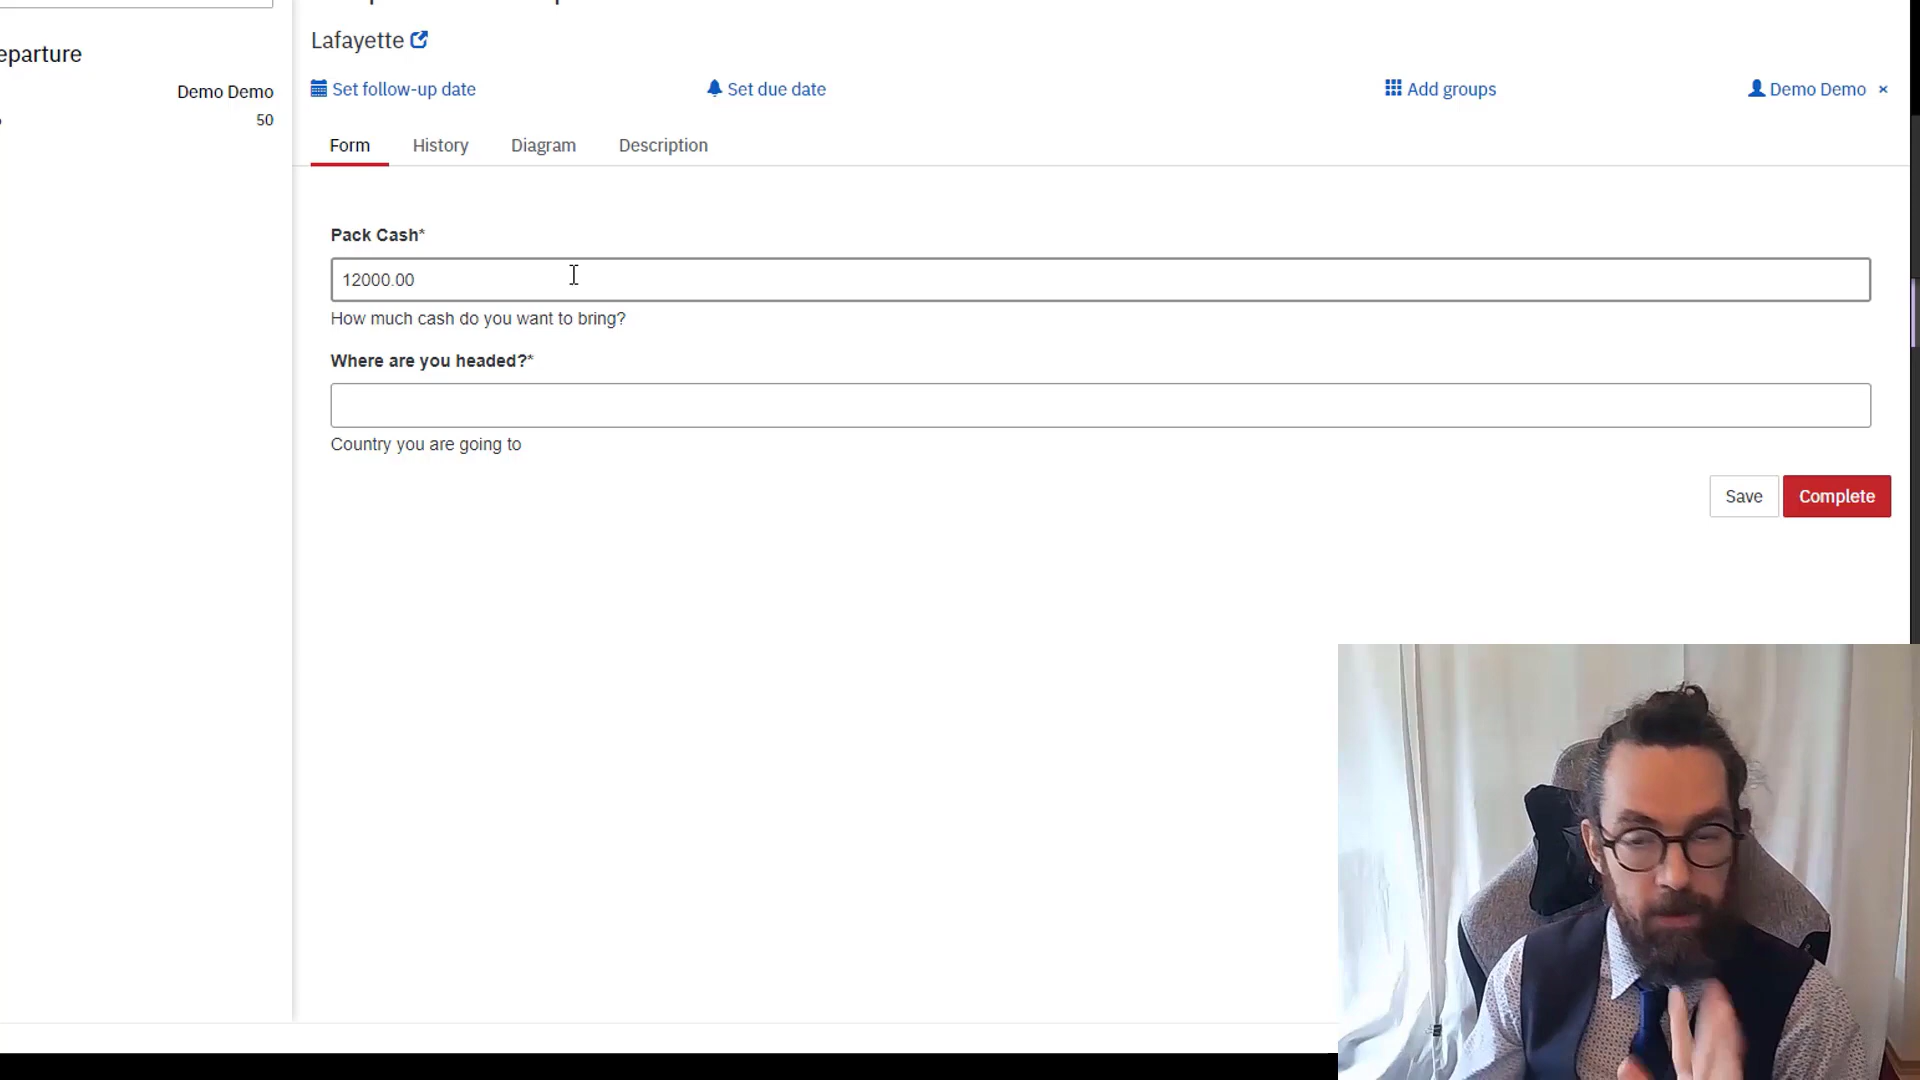 eparture
Demo Demo
50
Lafayette
Set follow-up date
Set due date
Add groups
Demo Demo ×
Form
History
Diagram
Description
Pack Cash*
12000.00
How much cash do you want to bring?
Where are you headed?*
Country you are going to
Save
Complete